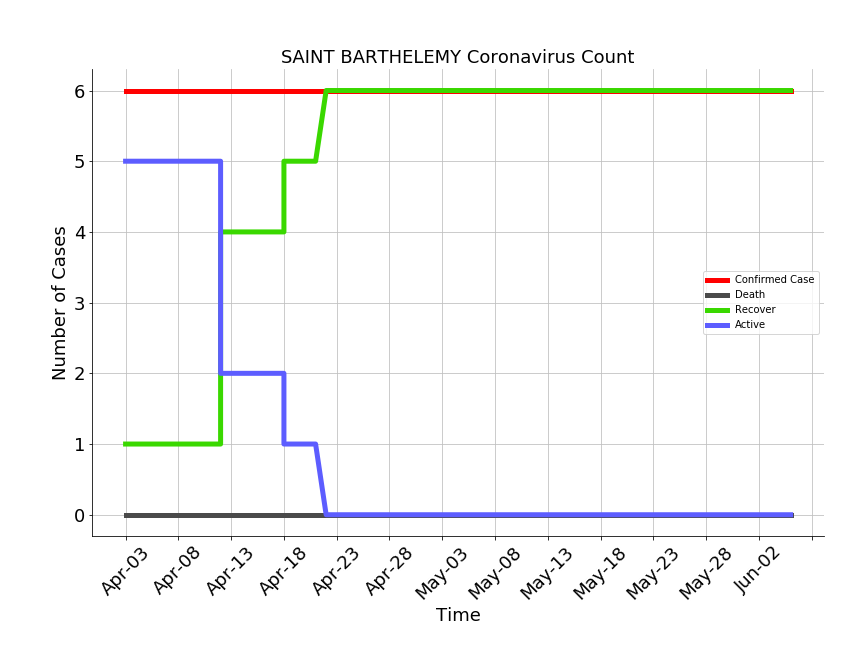 SAINT BARTHELEMY Coronavirus Count
Number of Cases
6
5
4
3
2
1
0
Confirmed Case
Death
Recover
Active
Apr-03
Apr-08
Apr-13
Apr-18
Apr-23
Apr-28
May-03
May-08
May-13
May-18
May-23
May-28
Jun-02
Time